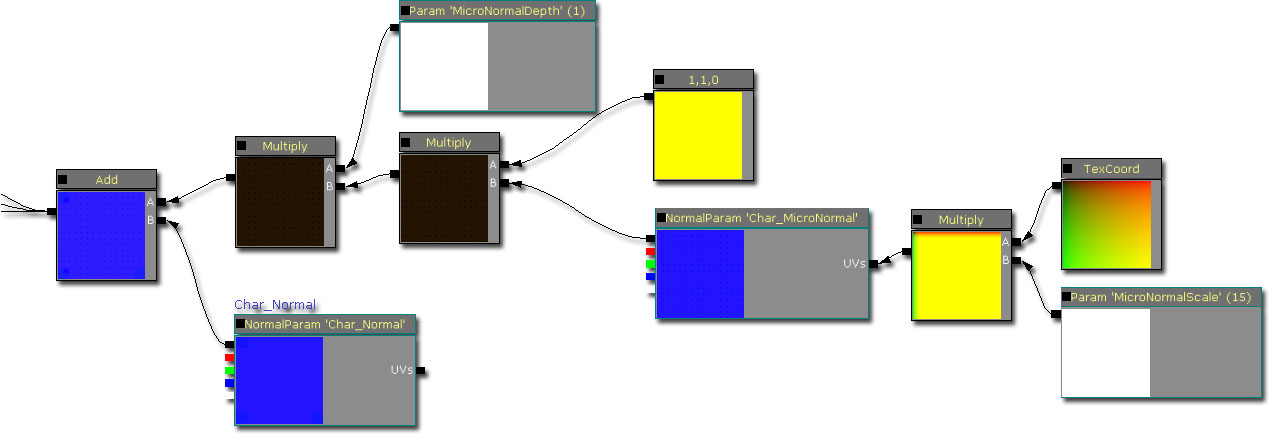 Param 'MicroNormalDepth' (1)
1,1,0
Multiply
A
B
Multiply
A
B
Add
A
B
TexCoord
NormalParam 'Char_MicroNormal'
UVs
Multiply
A
B
Param 'MicroNormalScale' (15)
Char_Normal
NormalParam 'Char_Normal'
UVs